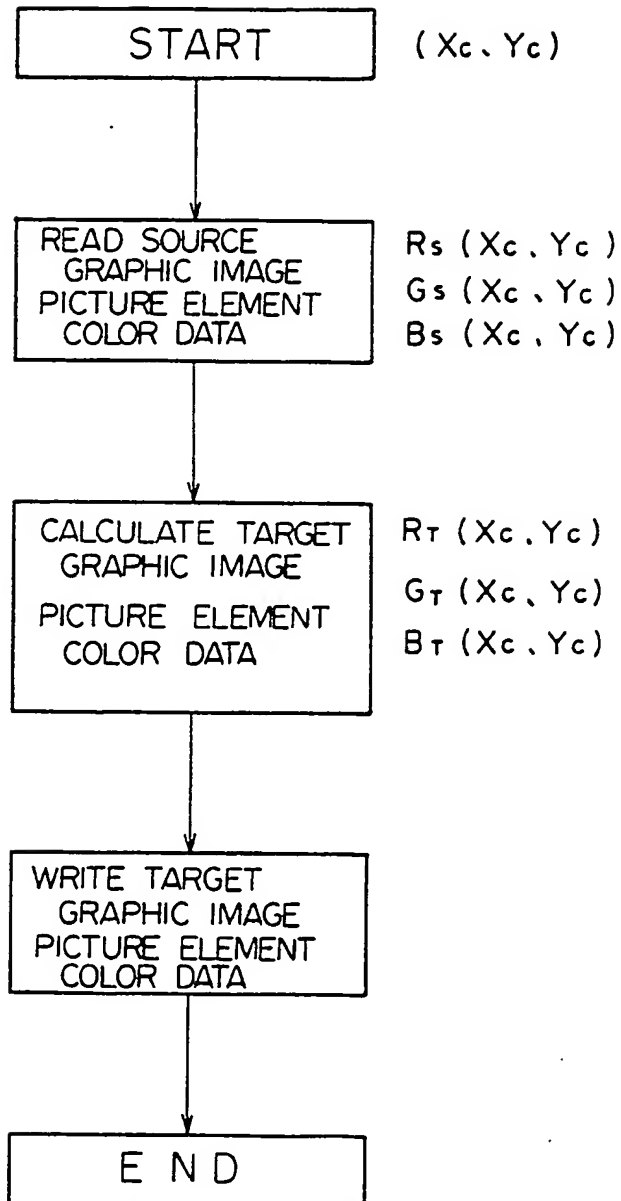 START
(Xc、Yc)
READ SOURCE
GRAPHIC IMAGE
PICTURE ELEMENT
COLOR DATA
Rs (Xc、Yc)
Gs (Xc、Yc)
Bs (Xc、Yc)
CALCULATE TARGET
GRAPHIC IMAGE
PICTURE ELEMENT
COLOR DATA
RT (Xc、Yc)
GT (Xc、Yc)
BT (Xc、Yc)
WRITE TARGET
GRAPHIC IMAGE
PICTURE ELEMENT
COLOR DATA
END